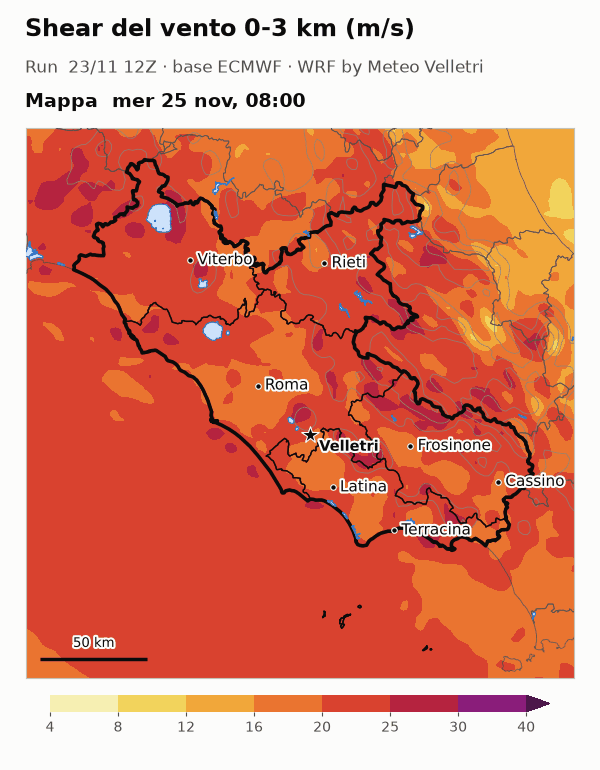 Shear del vento 0-3 km (m/s)
Run  23/11 12Z · base ECMWF · WRF by Meteo Velletri
Mappa  mer 25 nov, 08:00
Viterbo
Rieti
Roma
Velletri
Frosinone
Latina
Cassino
Terracina
50 km
4 8 12 16 20 25 30 40